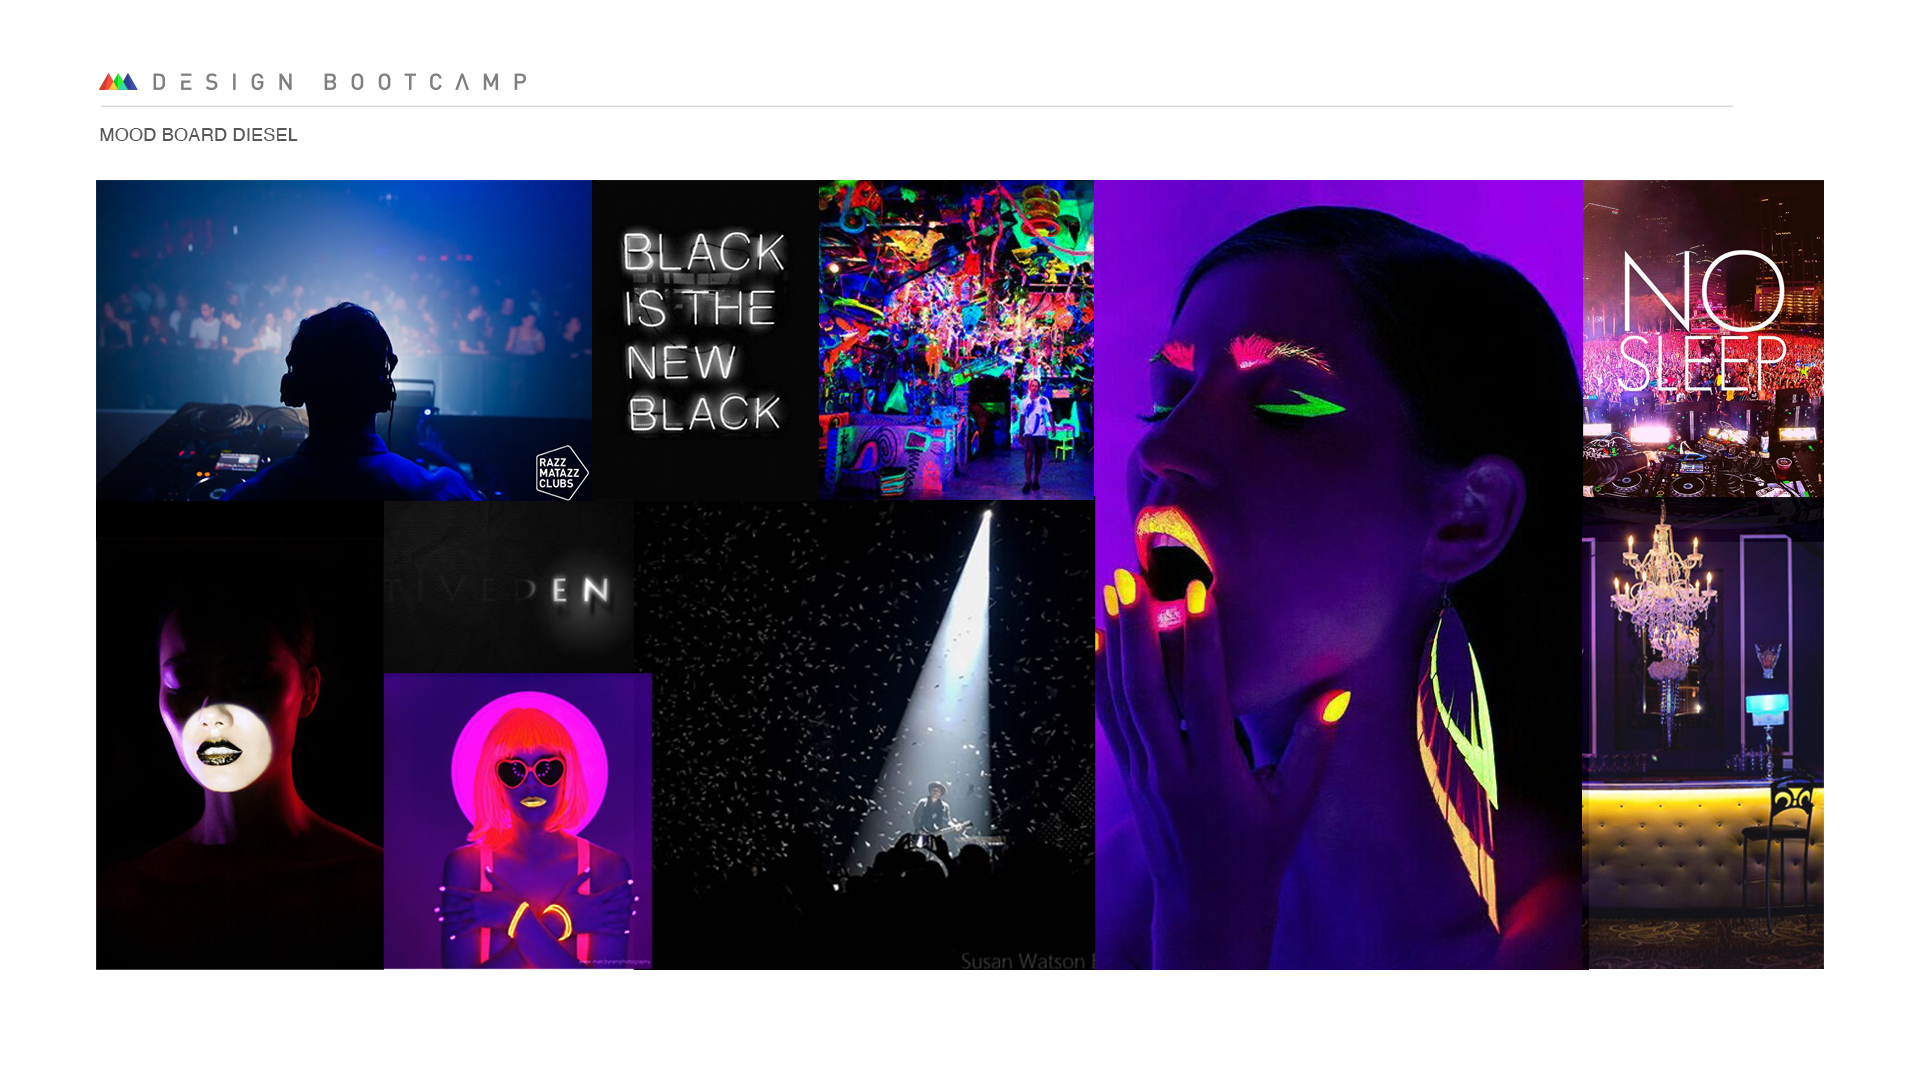 DESIGN BOOTCAMP
MOOD BOARD DIESEL
BLACK
IS THE
NEW
BLACK
NO
SLEEP
RAZZ
MATAZZ
CLUBS
TIVEDEN
Susan Watson